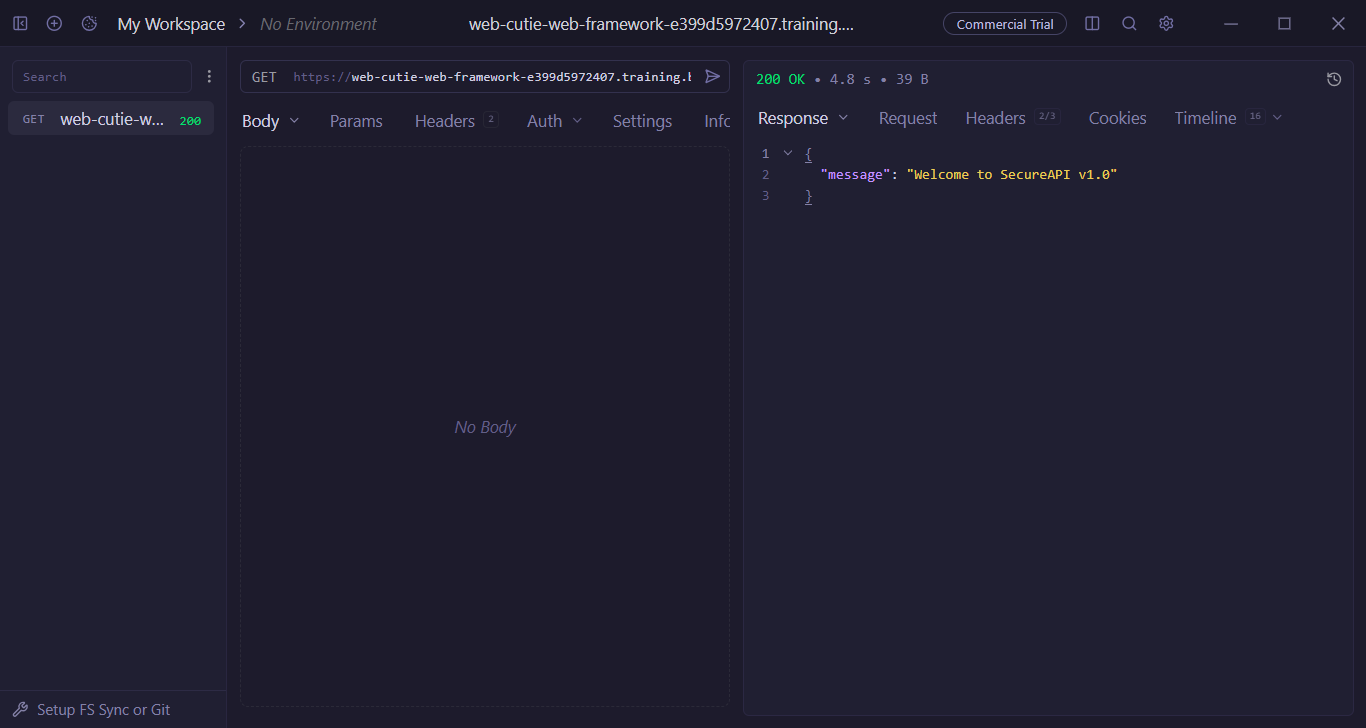 My Workspace > No Environment
web-cutie-web-framework-e399d5972407.training....
Commercial Trial
Search
GET web-cutie-w... 200
GET https://web-cutie-web-framework-e399d5972407.training.b
Body Params Headers 2 Auth Settings Info
No Body
200 OK • 4.8 s • 39 B
Response Request Headers 2/3 Cookies Timeline 16
1 {
2 "message": "Welcome to SecureAPI v1.0"
3 }
Setup FS Sync or Git